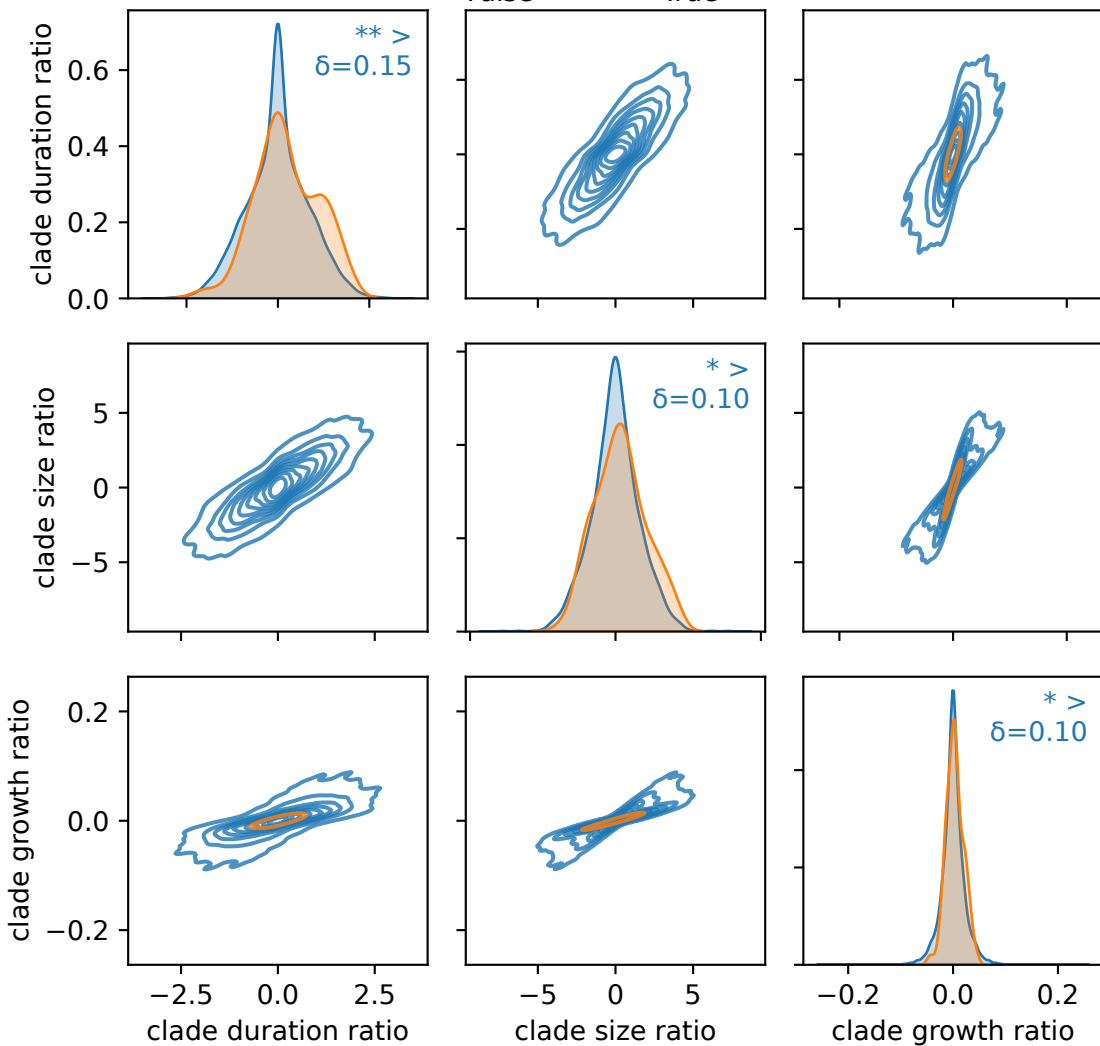 clade duration ratio
0.6
0.4
0.2
0.0
** >
δ=0.15
clade size ratio
5
0
−5
* >
δ=0.10
clade growth ratio
0.2
0.0
−0.2
* >
δ=0.10
−2.5 0.0 2.5
−5 0 5
−0.2 0.0 0.2
clade duration ratio
clade size ratio
clade growth ratio